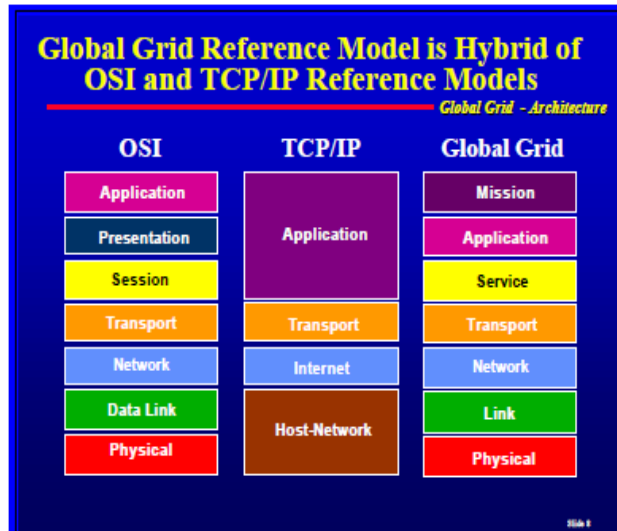 Global Grid Reference Model is Hybrid of
OSI and TCP/IP Reference Models
Global Grid - Architecture
OSI
Application
Presentation
Session
Transport
Network
Data Link
Physical
TCP/IP
Application
Transport
Internet
Host-Network
Global Grid
Mission
Application
Service
Transport
Network
Link
Physical
Slide 8